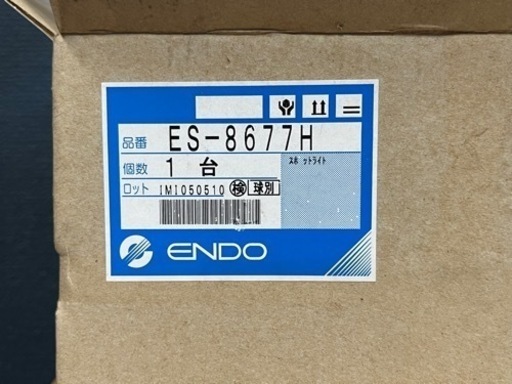 品番 ES-8677H
個数 1台 スポットライト
ロット IMI050510 検 球別
ENDO